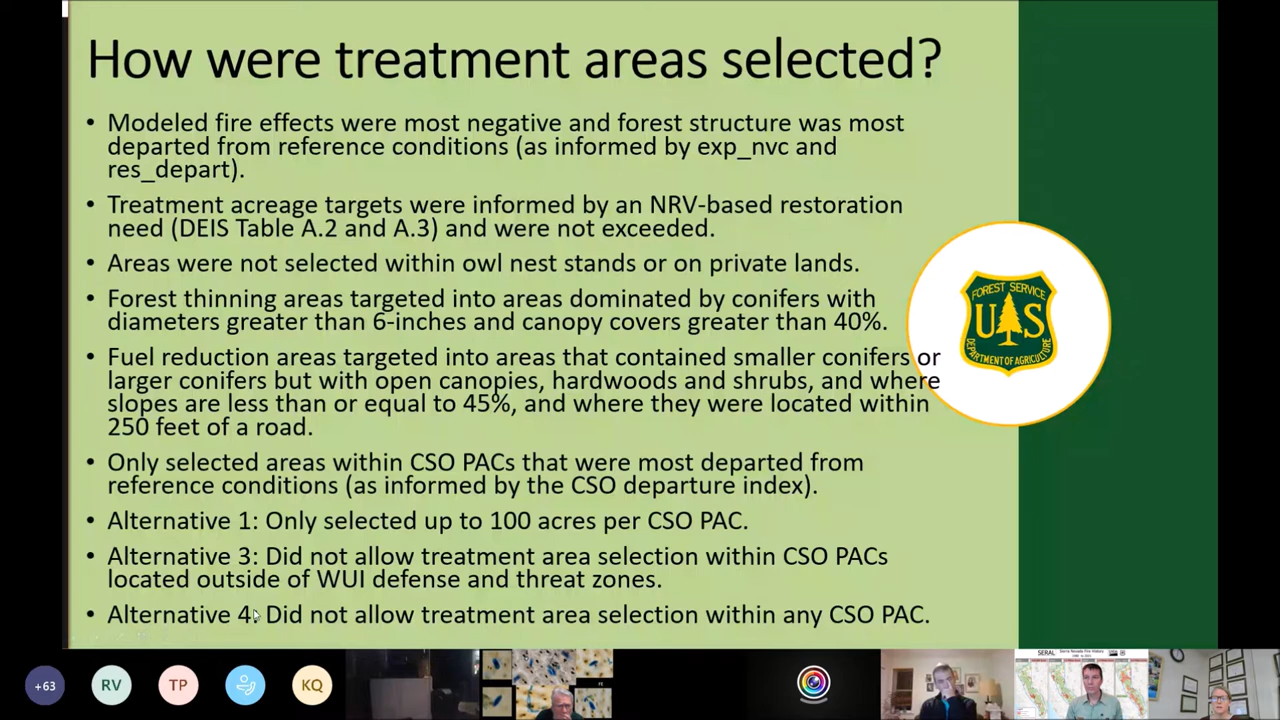 How were treatment areas selected?
• Modeled fire effects were most negative and forest structure was most
departed from reference conditions (as informed by exp_nvc and
res_depart).
• Treatment acreage targets were informed by an NRV-based restoration
need (DEIS Table A.2 and A.3) and were not exceeded.
• Areas were not selected within owl nest stands or on private lands.
• Forest thinning areas targeted into areas dominated by conifers with
diameters greater than 6-inches and canopy covers greater than 40%.
• Fuel reduction areas targeted into areas that contained smaller conifers or
larger conifers but with open canopies, hardwoods and shrubs, and where
slopes are less than or equal to 45%, and where they were located within
250 feet of a road.
• Only selected areas within CSO PACs that were most departed from
reference conditions (as informed by the CSO departure index).
• Alternative 1: Only selected up to 100 acres per CSO PAC.
• Alternative 3: Did not allow treatment area selection within CSO PACs
located outside of WUI defense and threat zones.
• Alternative 4: Did not allow treatment area selection within any CSO PAC.
FOREST SERVICE
U S
DEPARTMENT OF AGRICULTURE
+63
RV
TP
KQ
SERAL